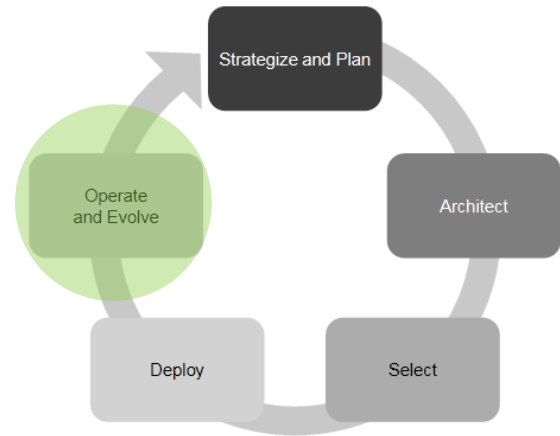 Strategize and Plan
Architect
Select
Deploy
Operate
and Evolve